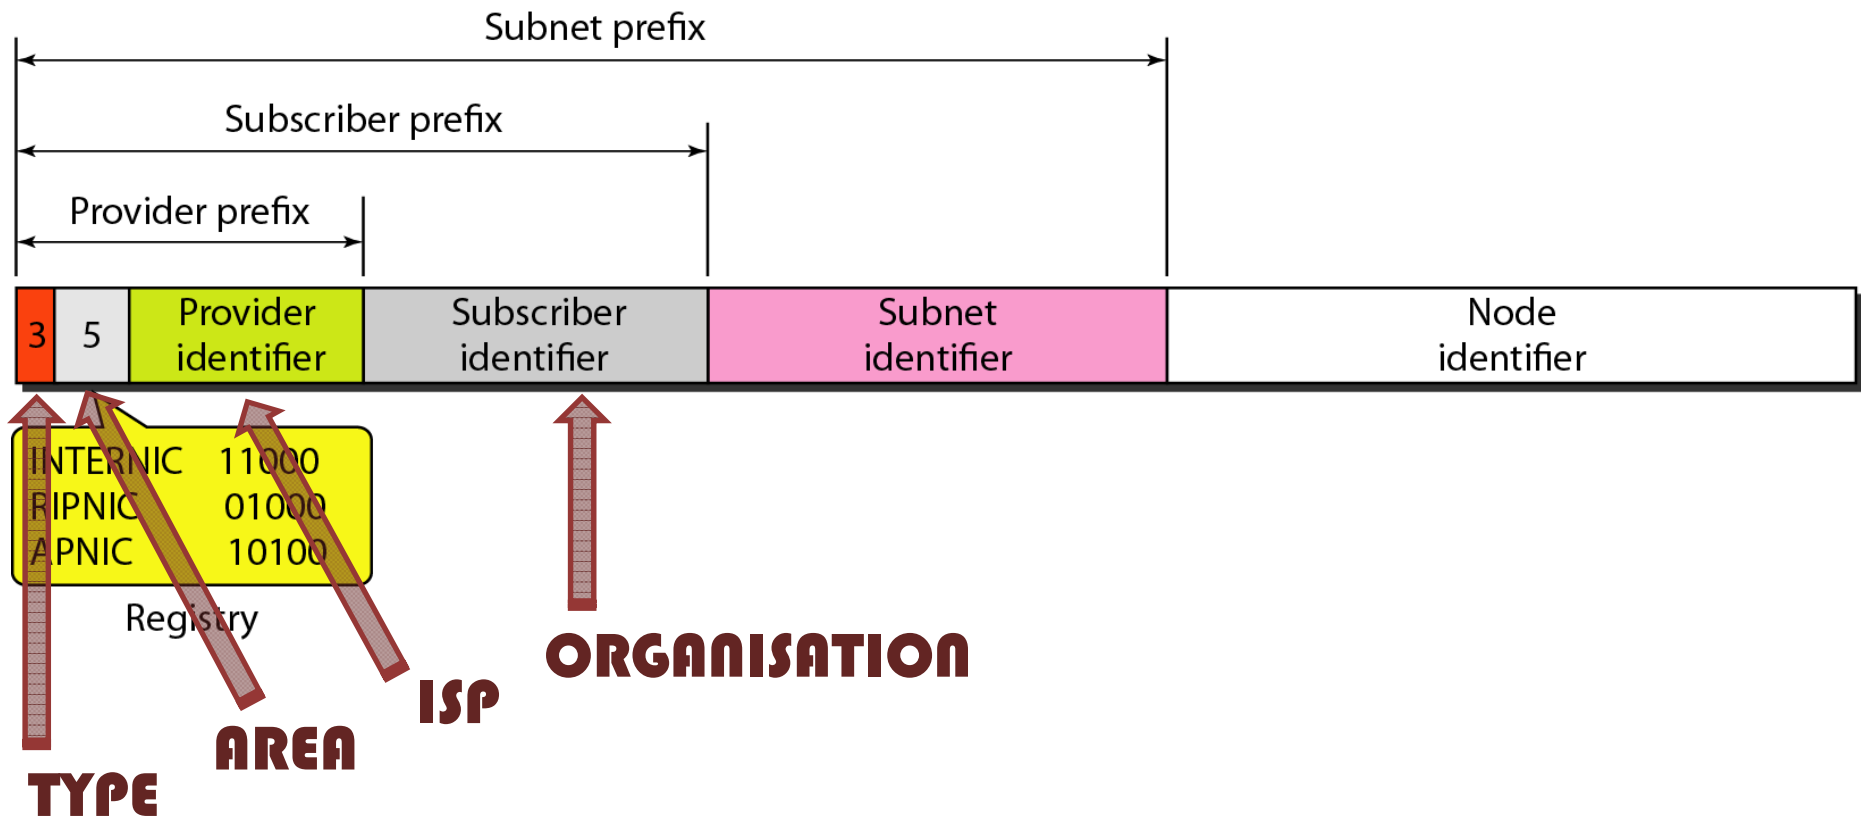 Subnet prefix
Subscriber prefix
Provider prefix
3
5
Provider
identifier
Subscriber
identifier
Subnet
identifier
Node
identifier
INTERNIC 11000
RIPNIC 01000
APNIC 10100
Registry
ORGANISATION
ISP
AREA
TYPE